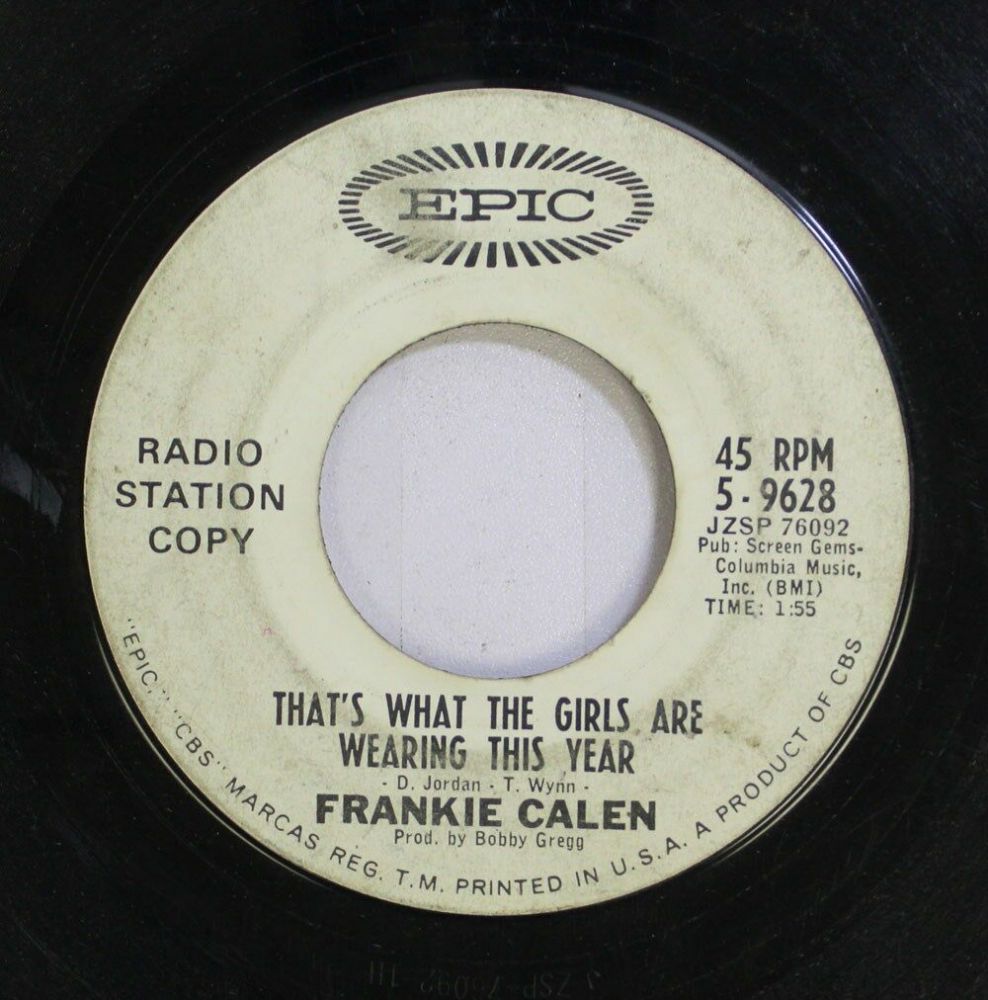 EPIC
RADIO
STATION
COPY
45 RPM
5-9628
JZSP 76092
Pub: Screen Gems-
Columbia Music,
Inc. (BMI)
TIME: 1:55
THAT'S WHAT THE GIRLS ARE
WEARING THIS YEAR
- D. Jordan - T. Wynn -
FRANKIE CALEN
Prod. by Bobby Gregg
"EPIC," "CBS" MARCAS REG. T.M. PRINTED IN U.S.A. A PRODUCT OF CBS